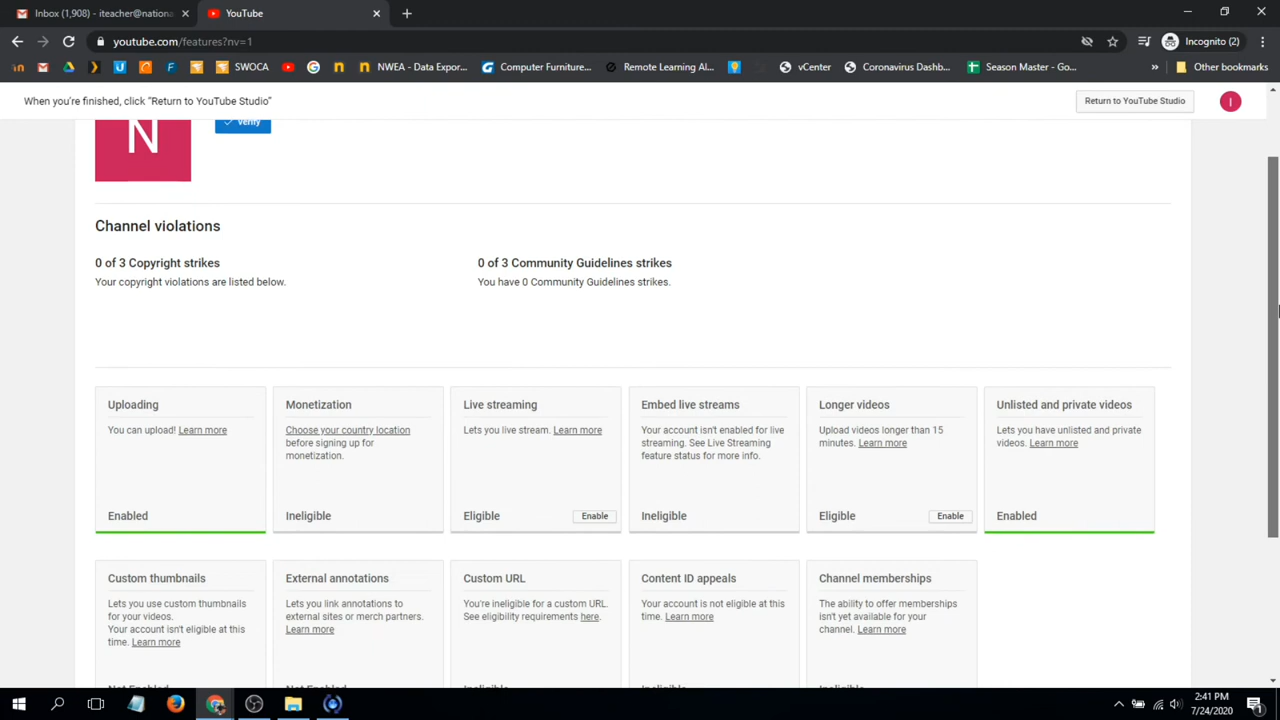 Inbox (1,908) - iteacher@nationa
YouTube
youtube.com/features?nv=1
Incognito (2)
SWOCA
NWEA - Data Expor...
Computer Furniture...
Remote Learning Al...
vCenter
Coronavirus Dashb...
Season Master - Go...
Other bookmarks
When you're finished, click "Return to YouTube Studio"
Return to YouTube Studio
I
N
Verify
Channel violations
0 of 3 Copyright strikes
Your copyright violations are listed below.
0 of 3 Community Guidelines strikes
You have 0 Community Guidelines strikes.
Uploading
You can upload! Learn more
Enabled
Monetization
Choose your country location
before signing up for
monetization.
Ineligible
Live streaming
Lets you live stream. Learn more
Eligible
Enable
Embed live streams
Your account isn't enabled for live
streaming. See Live Streaming
feature status for more info.
Ineligible
Longer videos
Upload videos longer than 15
minutes. Learn more
Eligible
Enable
Unlisted and private videos
Lets you have unlisted and private
videos. Learn more
Enabled
Custom thumbnails
Lets you use custom thumbnails
for your videos.
Your account isn't eligible at this
time. Learn more
Not Enabled
External annotations
Lets you link annotations to
external sites or merch partners.
Learn more
Not Enabled
Custom URL
You're ineligible for a custom URL.
See eligibility requirements here.
Ineligible
Content ID appeals
Your account is not eligible at this
time. Learn more
Ineligible
Channel memberships
The ability to offer memberships
isn't yet available for your
channel. Learn more
Ineligible
2:41 PM
7/24/2020